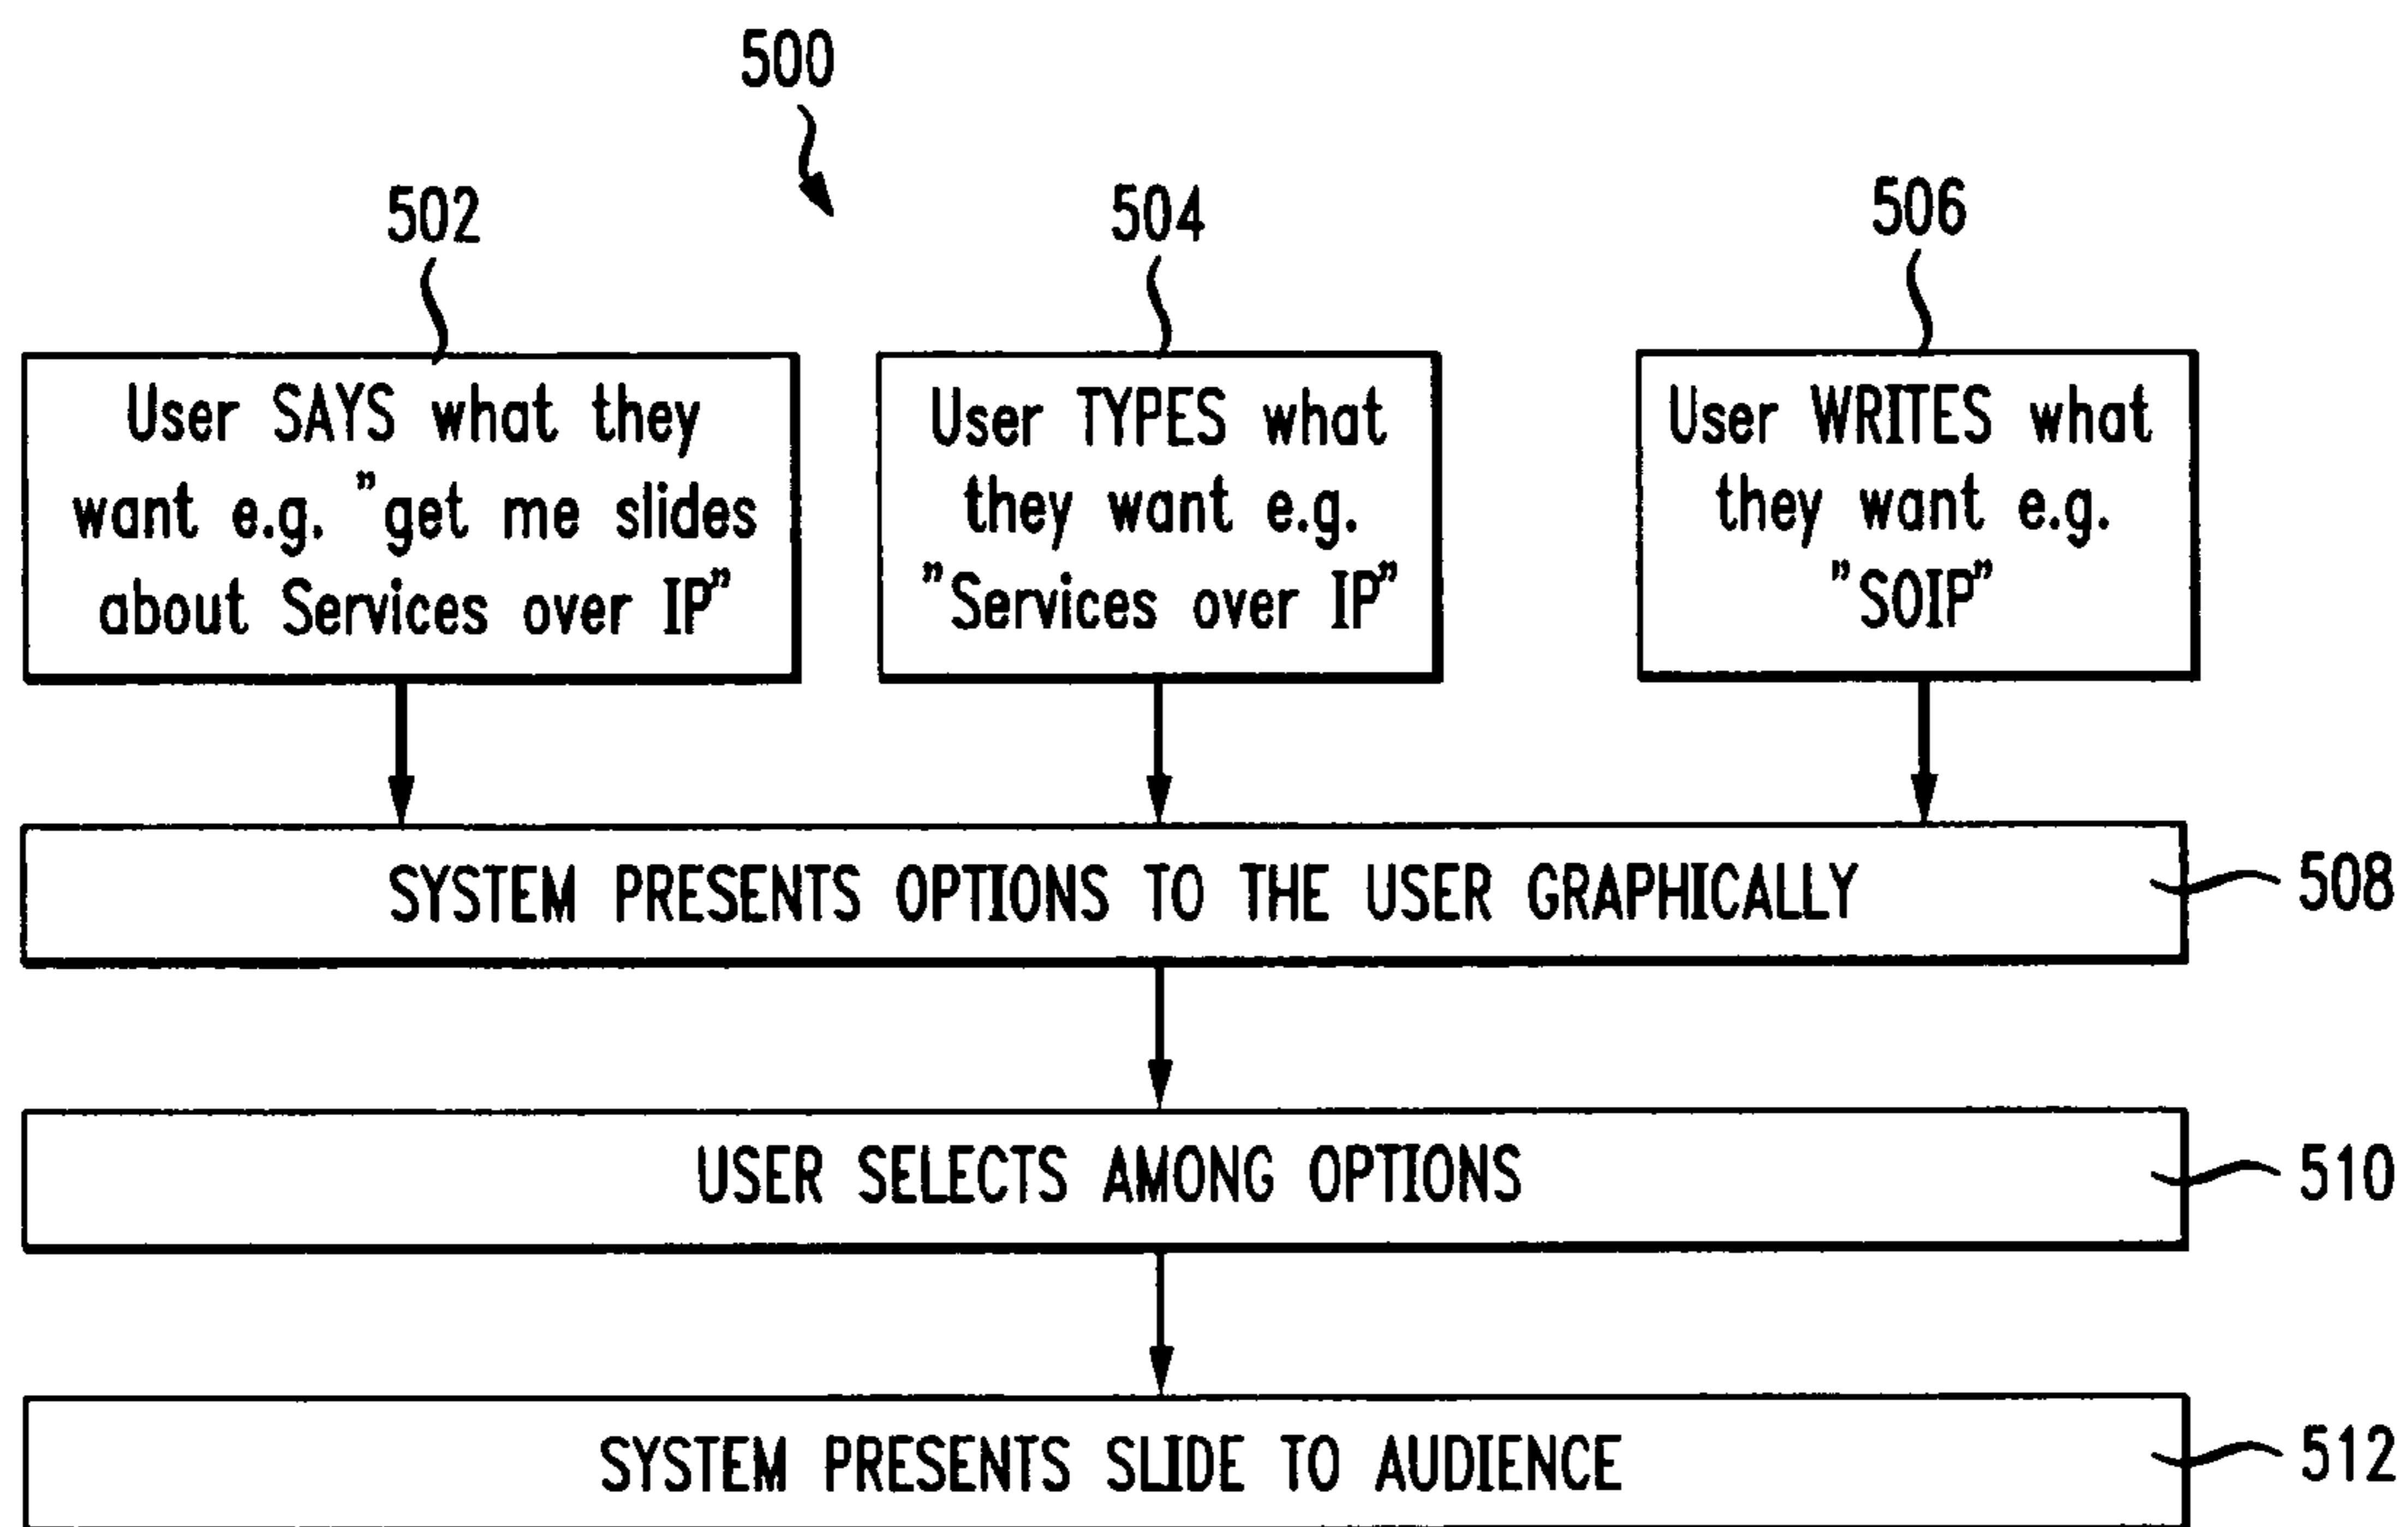 500
502
504
506
User SAYS what they
want e.g. "get me slides
about Services over IP"
User TYPES what
they want e.g.
"Services over IP"
User WRITES what
they want e.g.
"SOIP"
SYSTEM PRESENTS OPTIONS TO THE USER GRAPHICALLY
508
USER SELECTS AMONG OPTIONS
510
SYSTEM PRESENTS SLIDE TO AUDIENCE
512